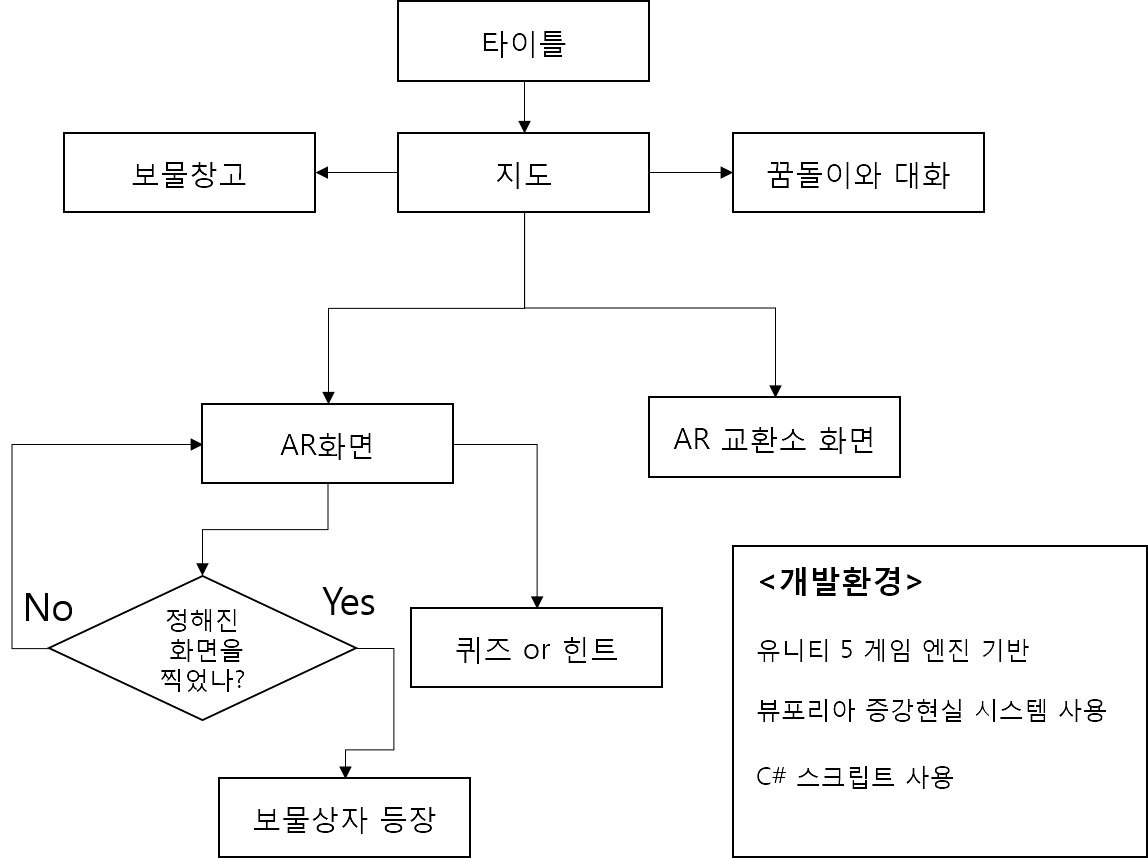 타이틀
보물창고
지도
꿈돌이와 대화
AR화면
AR 교환소 화면
No
Yes
정해진
화면을
찍었나?
퀴즈 or 힌트
보물상자 등장
<개발환경>
유니티 5 게임 엔진 기반
뷰포리아 증강현실 시스템 사용
C# 스크립트 사용